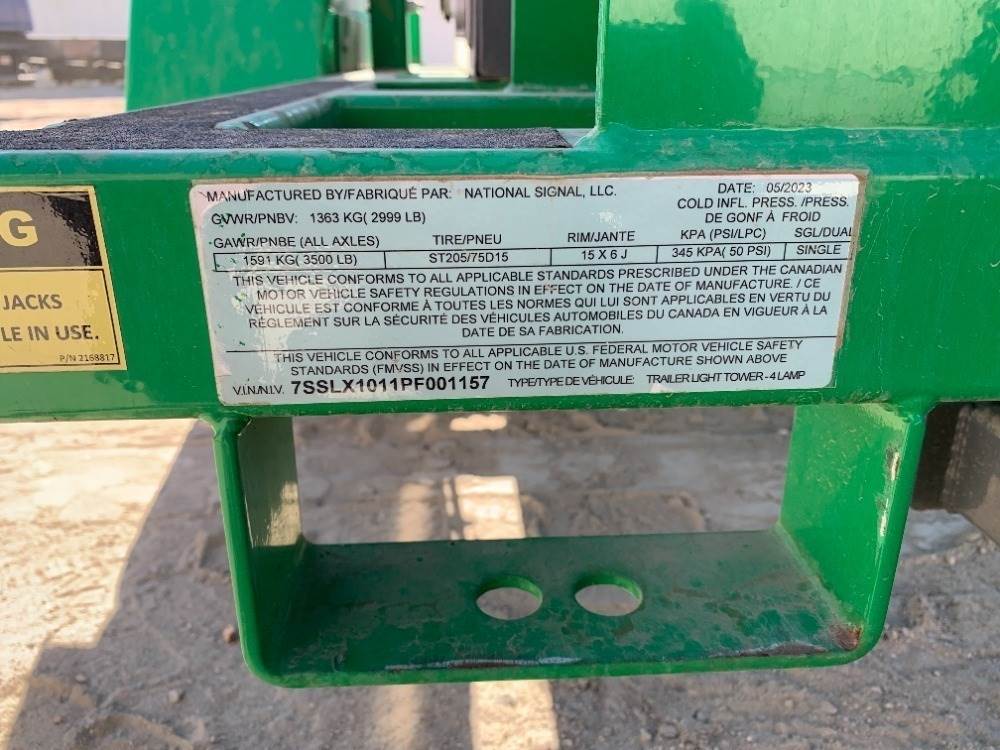 G
JACKS
LE IN USE.
P/N 2168817
MANUFACTURED BY/FABRIQUÉ PAR: NATIONAL SIGNAL, LLC. DATE: 05/2023
GVWR/PNBV: 1363 KG( 2999 LB) COLD INFL. PRESS. /PRESS.
DE GONF À FROID
GAWR/PNBE (ALL AXLES) TIRE/PNEU RIM/JANTE KPA (PSI/LPC) SGL/DUAL
1591 KG( 3500 LB) ST205/75D15 15 X 6 J 345 KPA( 50 PSI) SINGLE
THIS VEHICLE CONFORMS TO ALL APPLICABLE STANDARDS PRESCRIBED UNDER THE CANADIAN
MOTOR VEHICLE SAFETY REGULATIONS IN EFFECT ON THE DATE OF MANUFACTURE. / CE
VÉHICULE EST CONFORME À TOUTES LES NORMES QUI LUI SONT APPLICABLES EN VERTU DU
RÈGLEMENT SUR LA SÉCURITÉ DES VÉHICULES AUTOMOBILES DU CANADA EN VIGUEUR À LA
DATE DE SA FABRICATION.
THIS VEHICLE CONFORMS TO ALL APPLICABLE U.S. FEDERAL MOTOR VEHICLE SAFETY
STANDARDS (FMVSS) IN EFFECT ON THE DATE OF MANUFACTURE SHOWN ABOVE
V.I.N./N.I.V. 7SSLX1011PF001157 TYPE/TYPE DE VÉHICULE: TRAILER LIGHT TOWER - 4 LAMP